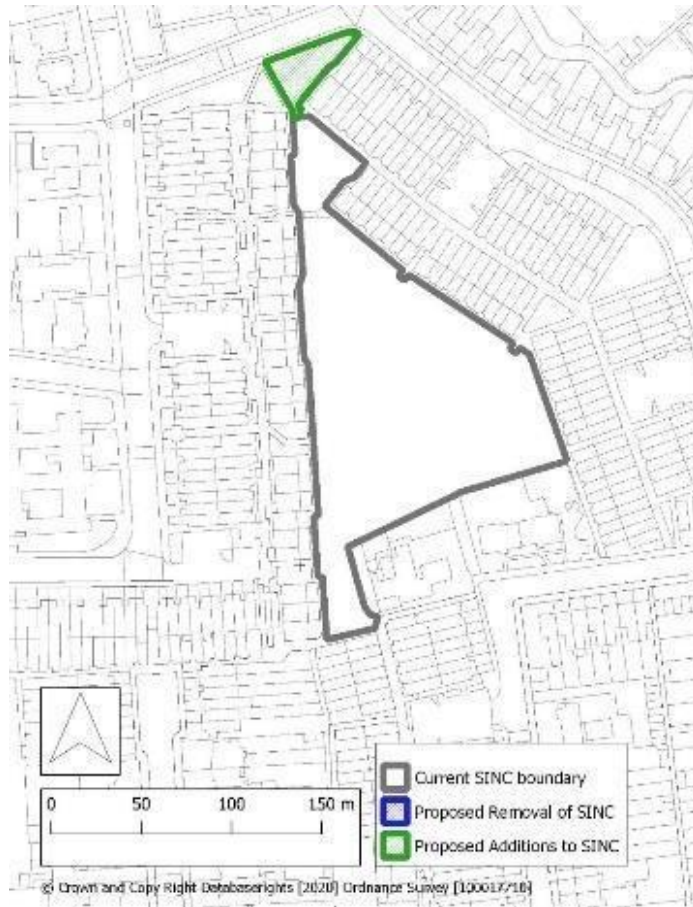 Current SINC boundary
Proposed Removal of SINC
Proposed Additions to SINC
0 50 100 150 m
© Crown and Copy Right Databaserights [2020] Ordnance Survey